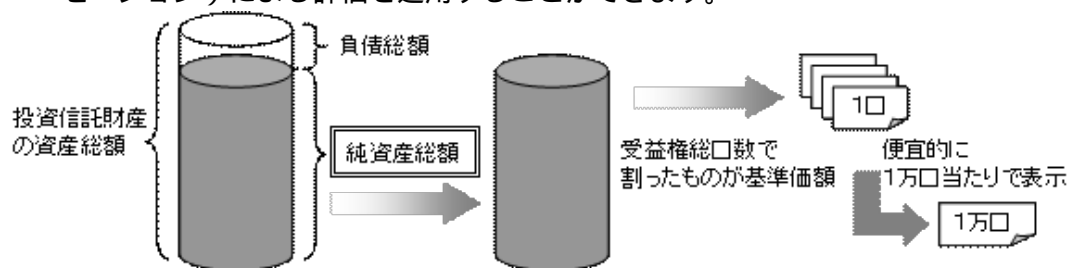 負債総額
投資信託財産
の資産総額
純資産総額
受益権総口数で
割ったものが基準価額
1口
便宜的に
1万口当たりで表示
1万口